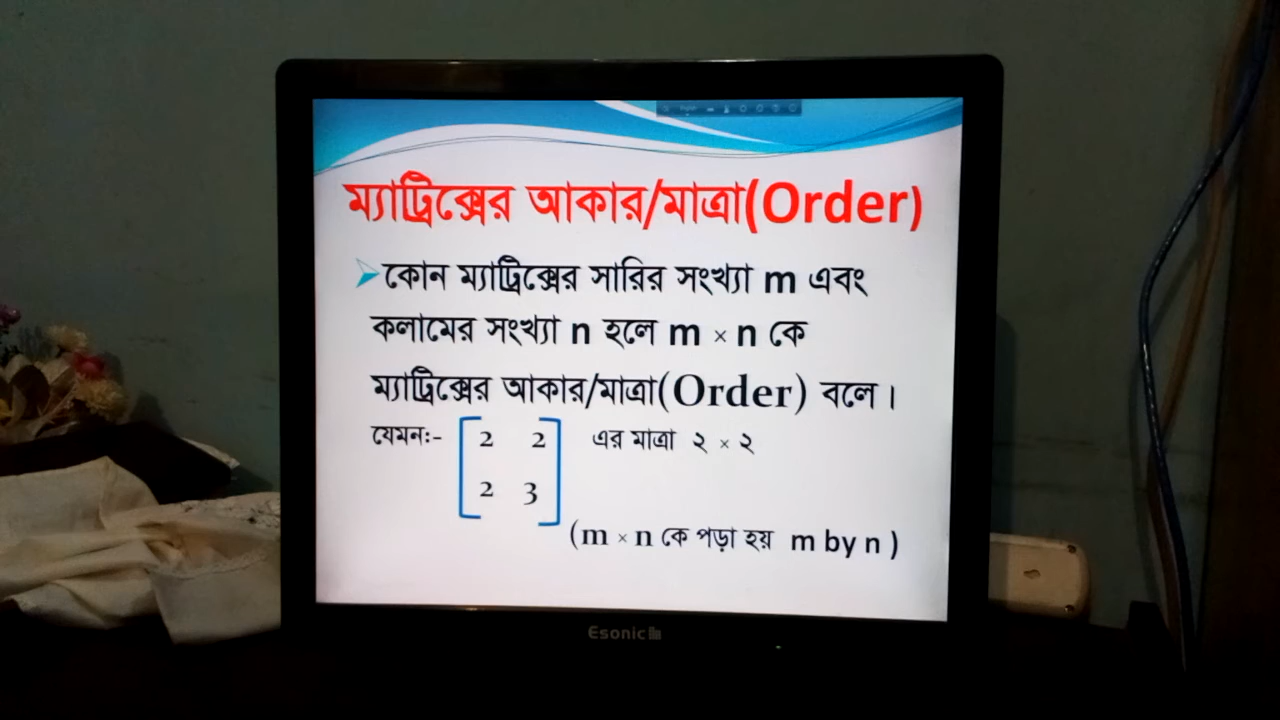 ম্যাট্রিক্সের আকার/মাত্রা(Order)
কোন ম্যাট্রিক্সের সারির সংখ্যা m এবং
কলামের সংখ্যা n হলে m × n কে
ম্যাট্রিক্সের আকার/মাত্রা(Order) বলে ।
যেমনঃ- [2 2 এর মাত্রা ২ × ২
2 3]
(m × n কে পড়া হয় m by n )
Esonic